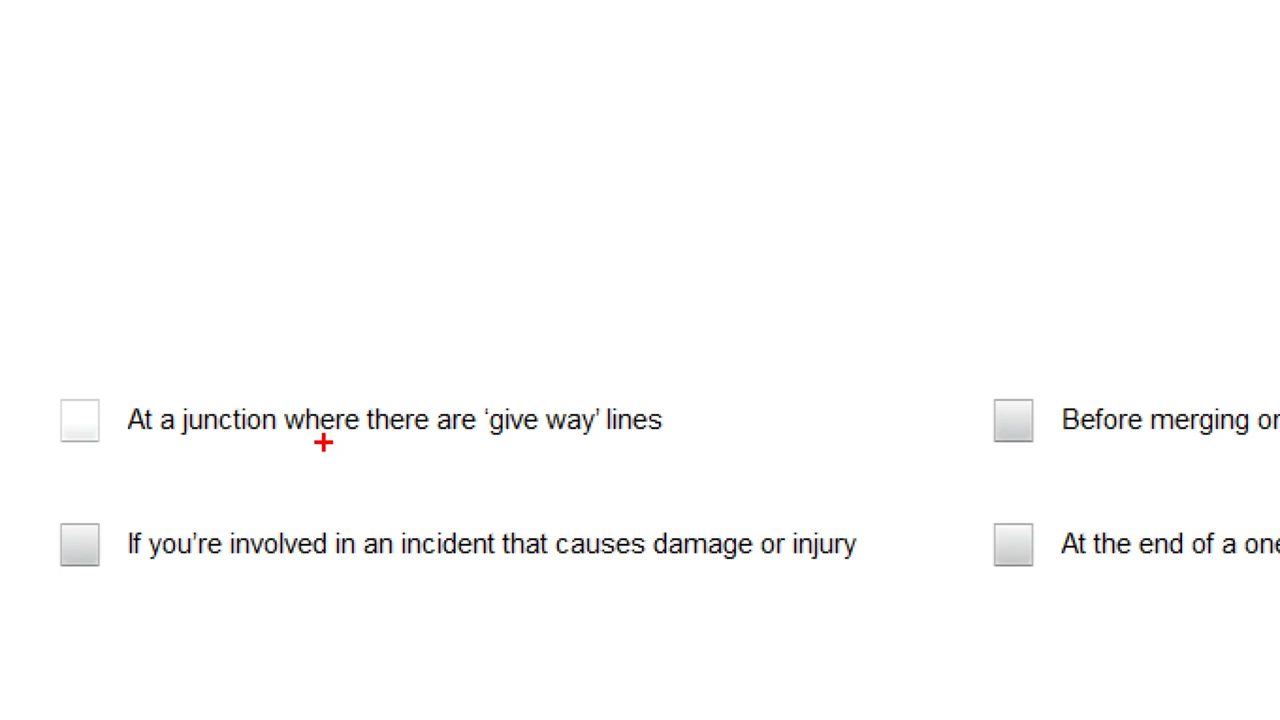 At a junction where there are ‘give way’ lines
Before merging or
If you’re involved in an incident that causes damage or injury
At the end of a one